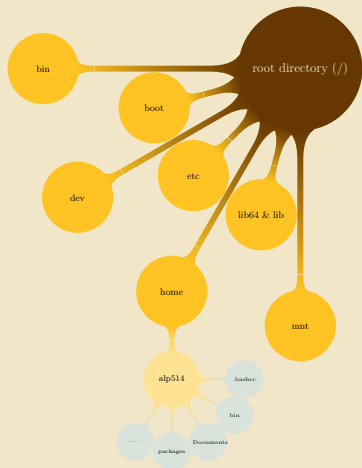 root directory (/)
bin
boot
etc
dev
lib64 & lib
home
mnt
alp514
.bashrc
bin
Documents
packages
. . .